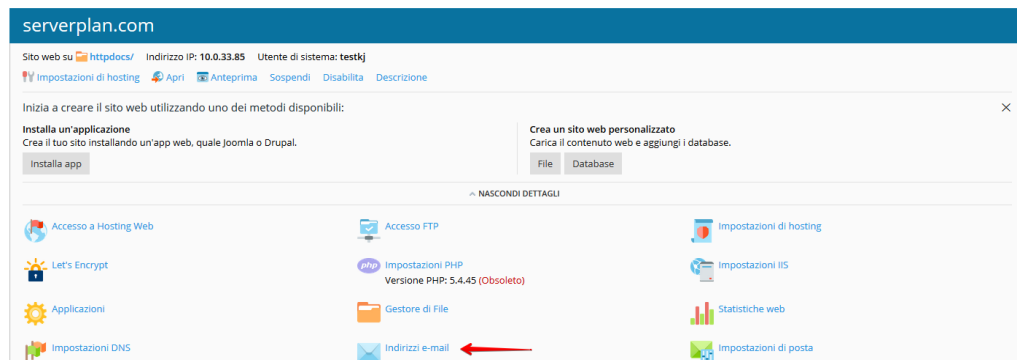 serverplan.com
Sito web su httpdocs/ Indirizzo IP: 10.0.33.85 Utente di sistema: testkj
Impostazioni di hosting Apri Anteprima Sospendi Disabilita Descrizione
Inizia a creare il sito web utilizzando uno dei metodi disponibili:
Installa un'applicazione Crea un sito web personalizzato
Crea il tuo sito installando un'app web, quale Joomla o Drupal. Carica il contenuto web e aggiungi i database.
Installa app File Database
NASCONDI DETTAGLI
Accesso a Hosting Web Accesso FTP Impostazioni di hosting
Let's Encrypt php Impostazioni PHP Impostazioni IIS
Versione PHP: 5.4.45 (Obsoleto)
Applicazioni Gestore di File Statistiche web
Impostazioni DNS Indirizzi e-mail Impostazioni di posta